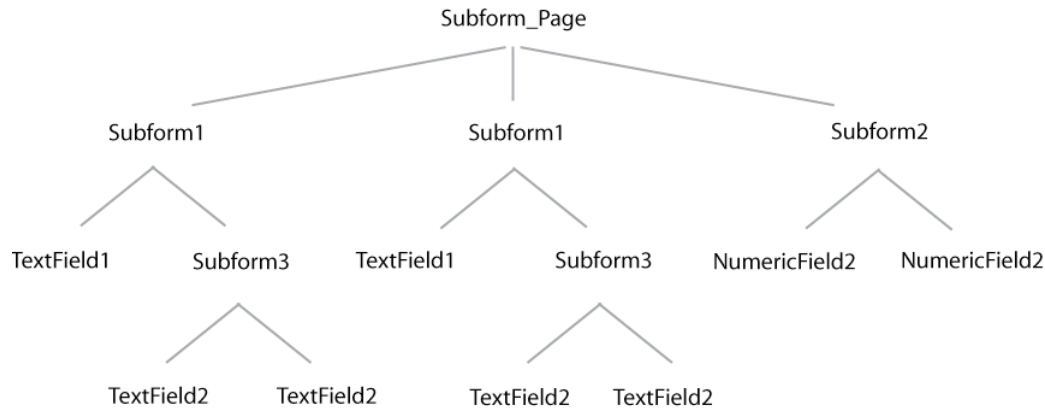 Subform_Page
Subform1 Subform1 Subform2
TextField1 Subform3 TextField1 Subform3 NumericField2 NumericField2
TextField2 TextField2 TextField2 TextField2